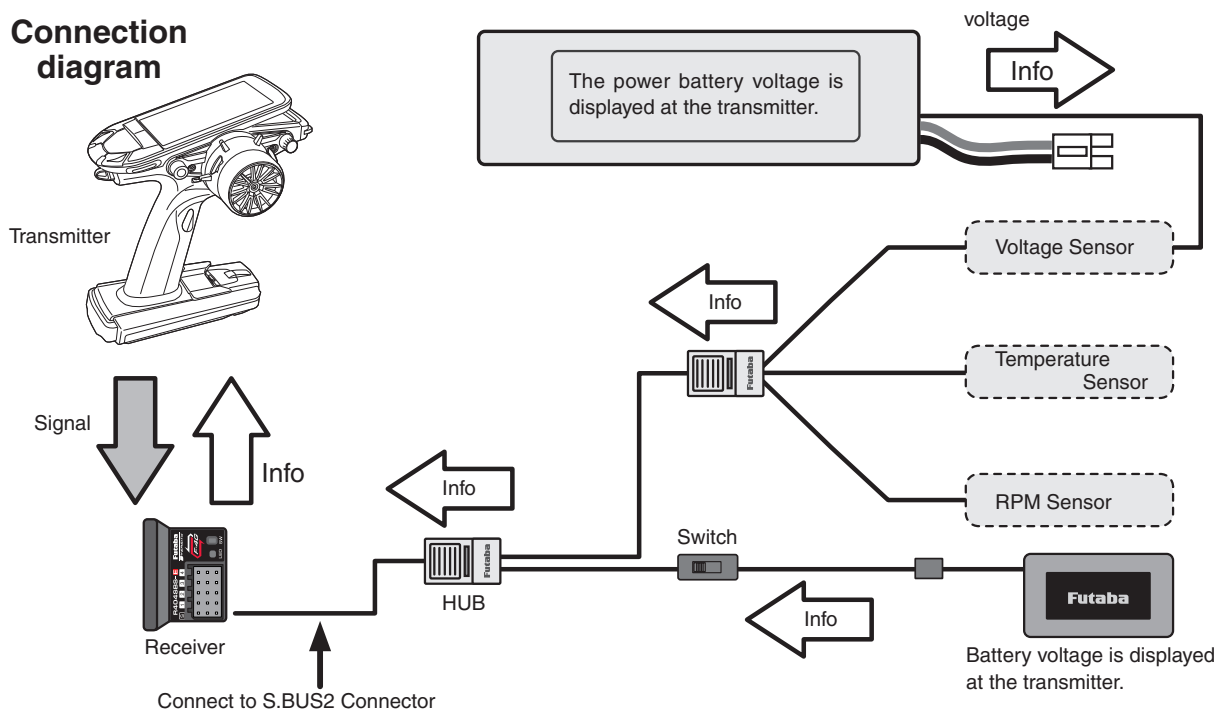 Connection
diagram
voltage
Info
The power battery voltage is
displayed at the transmitter.
Transmitter
Voltage Sensor
Info
Futaba
Temperature
Sensor
Signal
Info
Info
RPM Sensor
Futaba
Switch
Futaba
HUB
Info
Futaba
Receiver
Battery voltage is displayed
at the transmitter.
Connect to S.BUS2 Connector